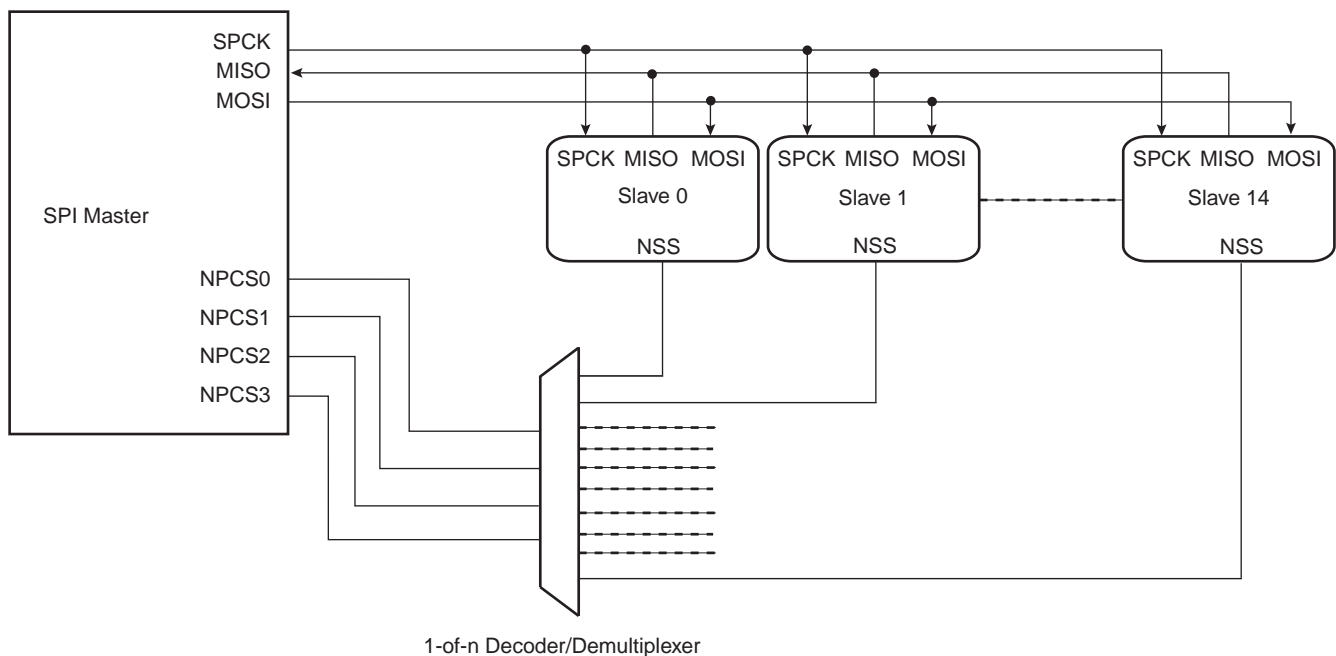 SPCK
MISO
MOSI
SPI Master
NPCS0
NPCS1
NPCS2
NPCS3
SPCK MISO MOSI
Slave 0
NSS
SPCK MISO MOSI
Slave 1
NSS
SPCK MISO MOSI
Slave 14
NSS
1-of-n Decoder/Demultiplexer